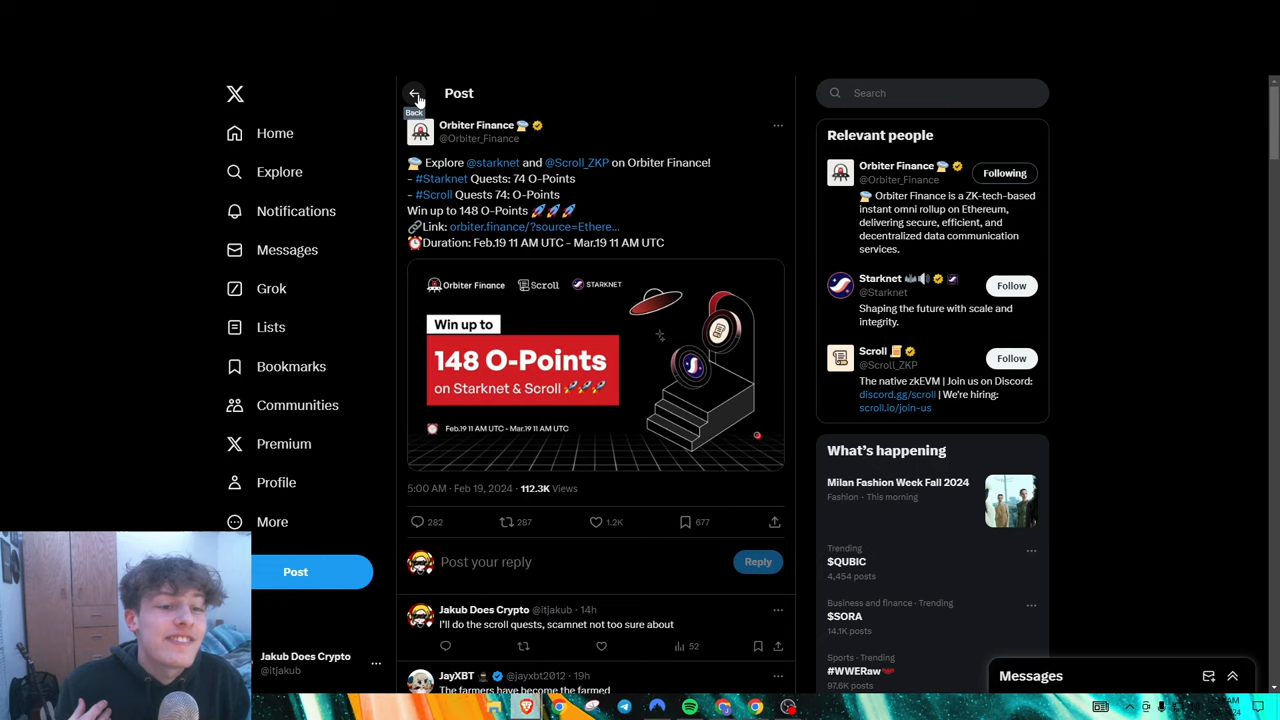 Post
Search
Back
Home
Explore
Notifications
Messages
Grok
Lists
Bookmarks
Communities
Premium
Profile
More
Post
Jakub Does Crypto
@itjakub
Orbiter Finance
@Orbiter_Finance
Explore @starknet and @Scroll_ZKP on Orbiter Finance!
- #Starknet Quests: 74 O-Points
- #Scroll Quests 74: O-Points
Win up to 148 O-Points 🚀🚀🚀
🔗Link: orbiter.finance/?source=Ethere...
⏰Duration: Feb.19 11 AM UTC - Mar.19 11 AM UTC
Orbiter Finance Scroll STARKNET
Win up to
148 O-Points
on Starknet & Scroll 🚀🚀🚀
Feb.19 11 AM UTC - Mar.19 11 AM UTC
5:00 AM · Feb 19, 2024 · 112.3K Views
282 287 1.2K 677
Post your reply
Reply
Jakub Does Crypto @itjakub · 14h
I'll do the scroll quests, scamnet not too sure about
52
JayXBT @jayxbt2012 · 19h
The farmers have become the farmed
Relevant people
Orbiter Finance
@Orbiter_Finance
Following
Orbiter Finance is a ZK-tech-based
instant omni rollup on Ethereum,
delivering secure, efficient, and
decentralized data communication
services.
Starknet
@Starknet
Follow
Shaping the future with scale and
integrity.
Scroll
@Scroll_ZKP
Follow
The native zkEVM | Join us on Discord:
discord.gg/scroll | We're hiring:
scroll.io/join-us
What's happening
Milan Fashion Week Fall 2024
Fashion · This morning
Trending
$QUBIC
4,454 posts
Business and finance · Trending
$SORA
14.1K posts
Sports · Trending
#WWERaw
97.6K posts
Messages